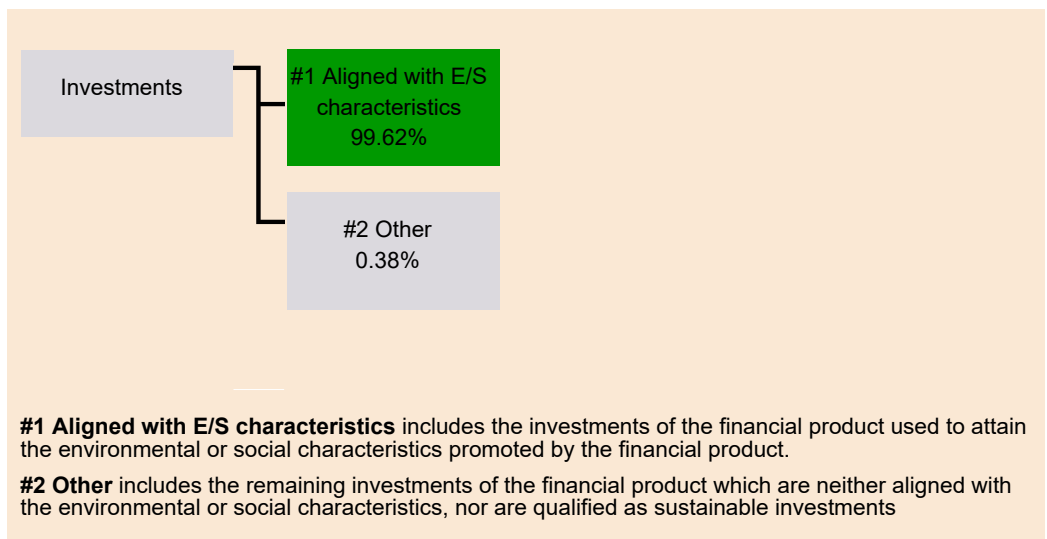 Investments
#1 Aligned with E/S
characteristics
99.62%
#2 Other
0.38%
#1 Aligned with E/S characteristics includes the investments of the financial product used to attain
the environmental or social characteristics promoted by the financial product.
#2 Other includes the remaining investments of the financial product which are neither aligned with
the environmental or social characteristics, nor are qualified as sustainable investments